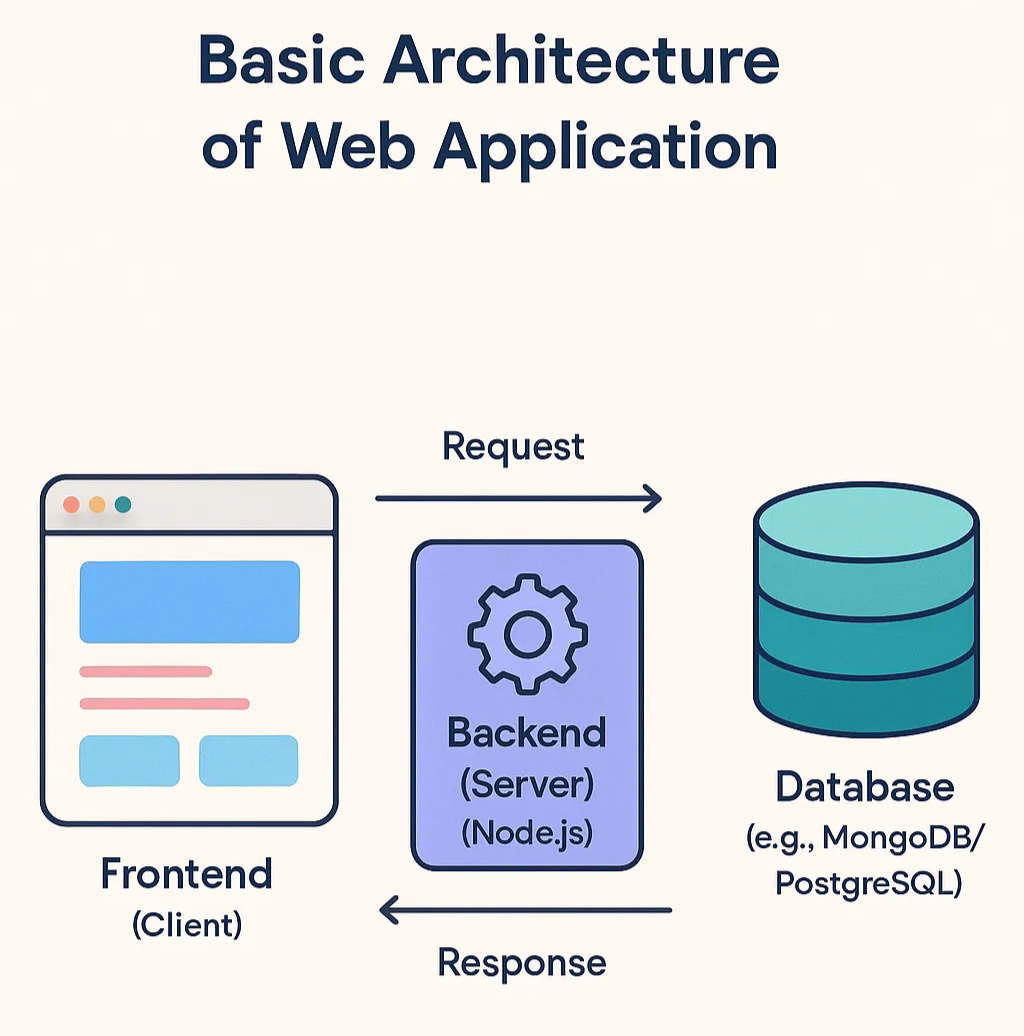 Basic Architecture
of Web Application
Request
Backend
(Server)
(Node.js)
Database
(e.g., MongoDB/
PostgreSQL)
Frontend
(Client)
Response